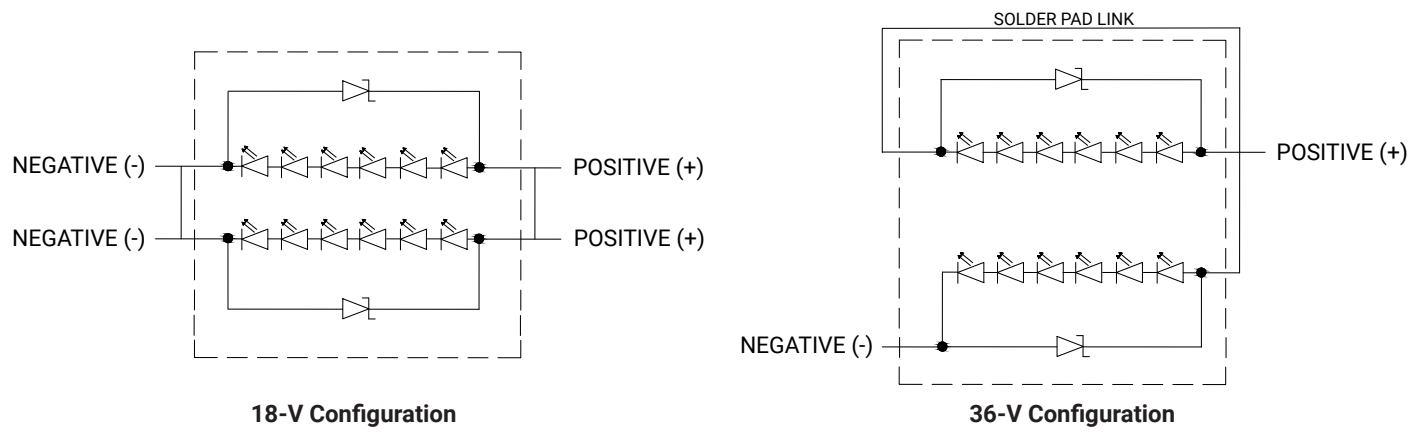 SOLDER PAD LINK
NEGATIVE (-)
POSITIVE (+)
NEGATIVE (-)
POSITIVE (+)
18-V Configuration
POSITIVE (+)
NEGATIVE (-)
36-V Configuration